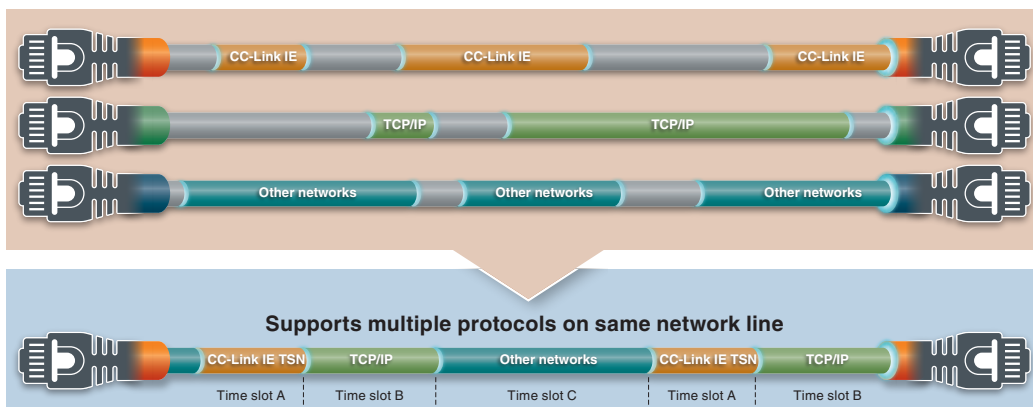 CC-Link IE CC-Link IE CC-Link IE
TCP/IP TCP/IP
Other networks Other networks Other networks
Supports multiple protocols on same network line
CC-Link IE TSN TCP/IP Other networks CC-Link IE TSN TCP/IP
Time slot A Time slot B Time slot C Time slot A Time slot B